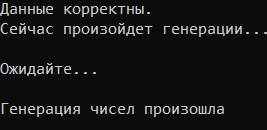 Данные корректны.
Сейчас произойдет генерации...
Ожидайте...
Генерация чисел произошла